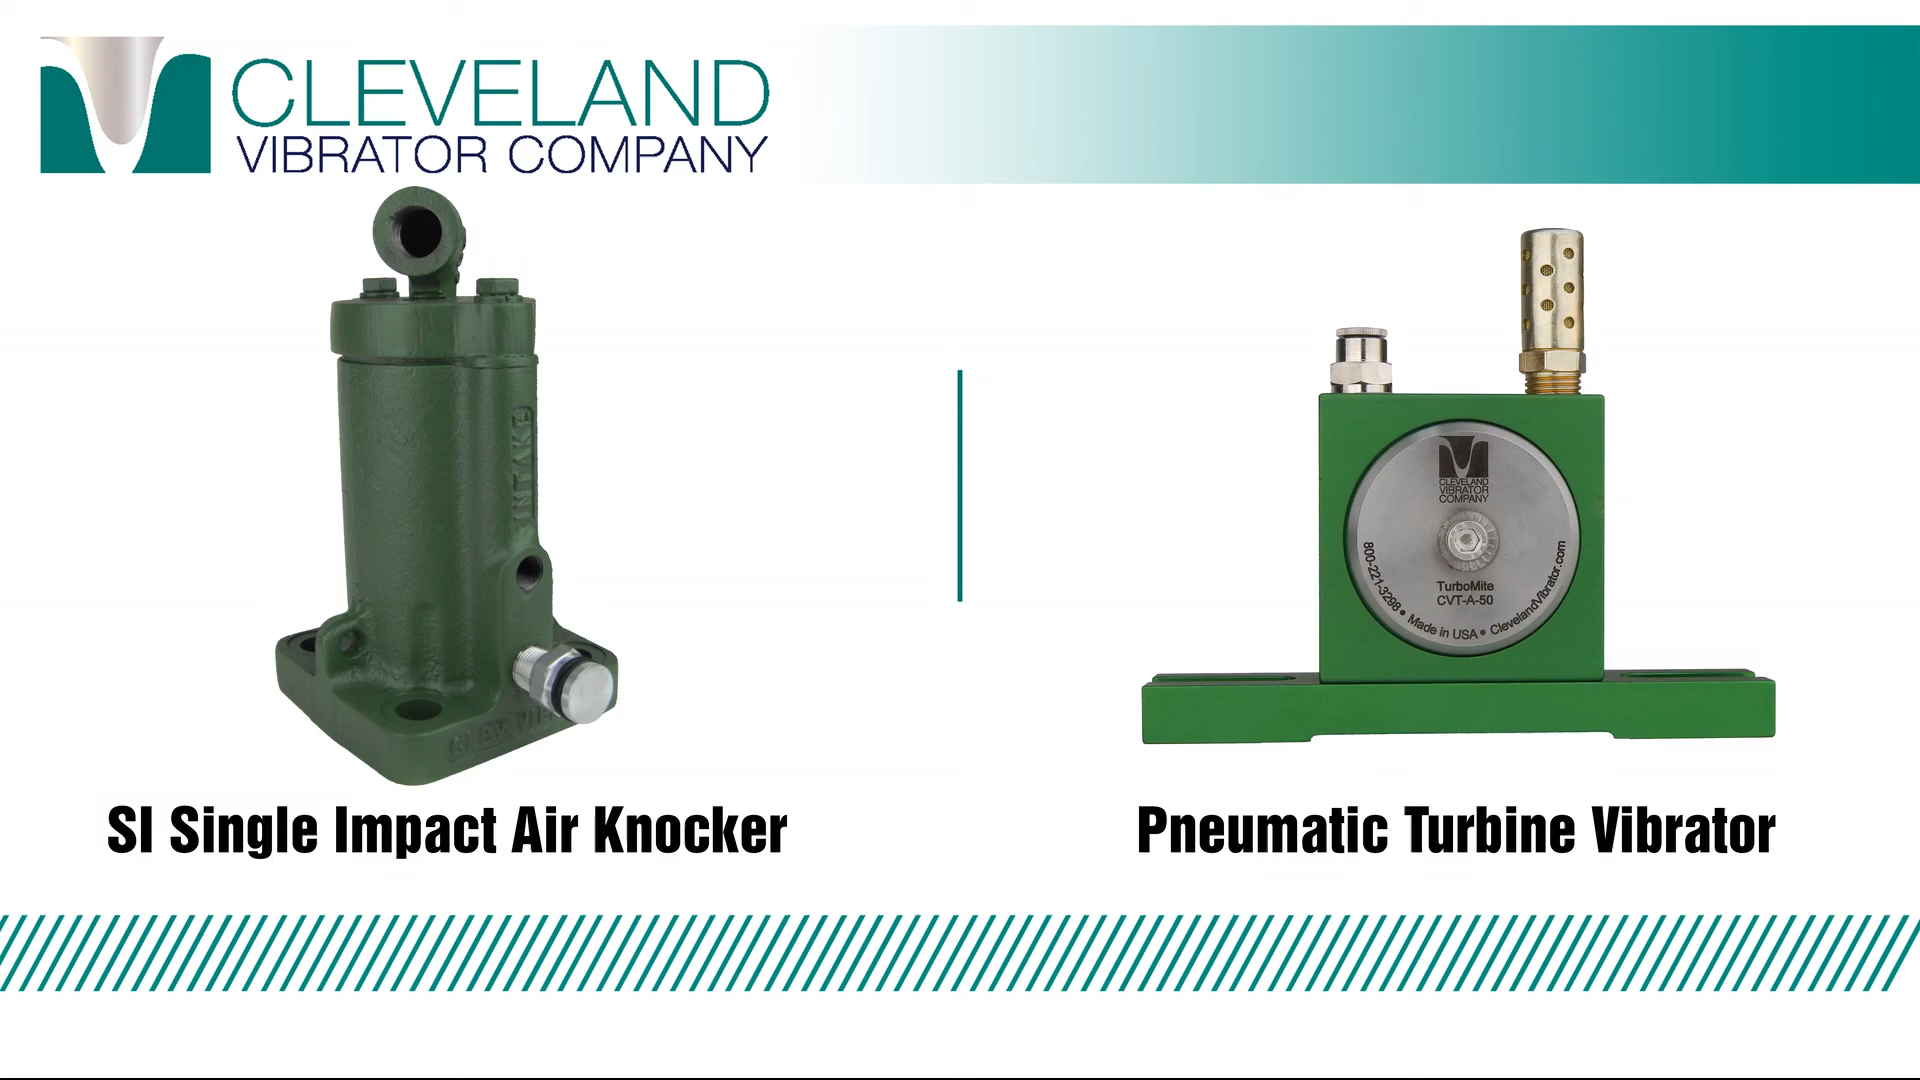 CLEVELAND
VIBRATOR COMPANY
INTAKE
CLEVELAND
VIBRATOR
COMPANY
TurboMite
CVT-A-50
800-221-3298 • Made in USA • ClevelandVibrator.com
SI Single Impact Air Knocker
Pneumatic Turbine Vibrator